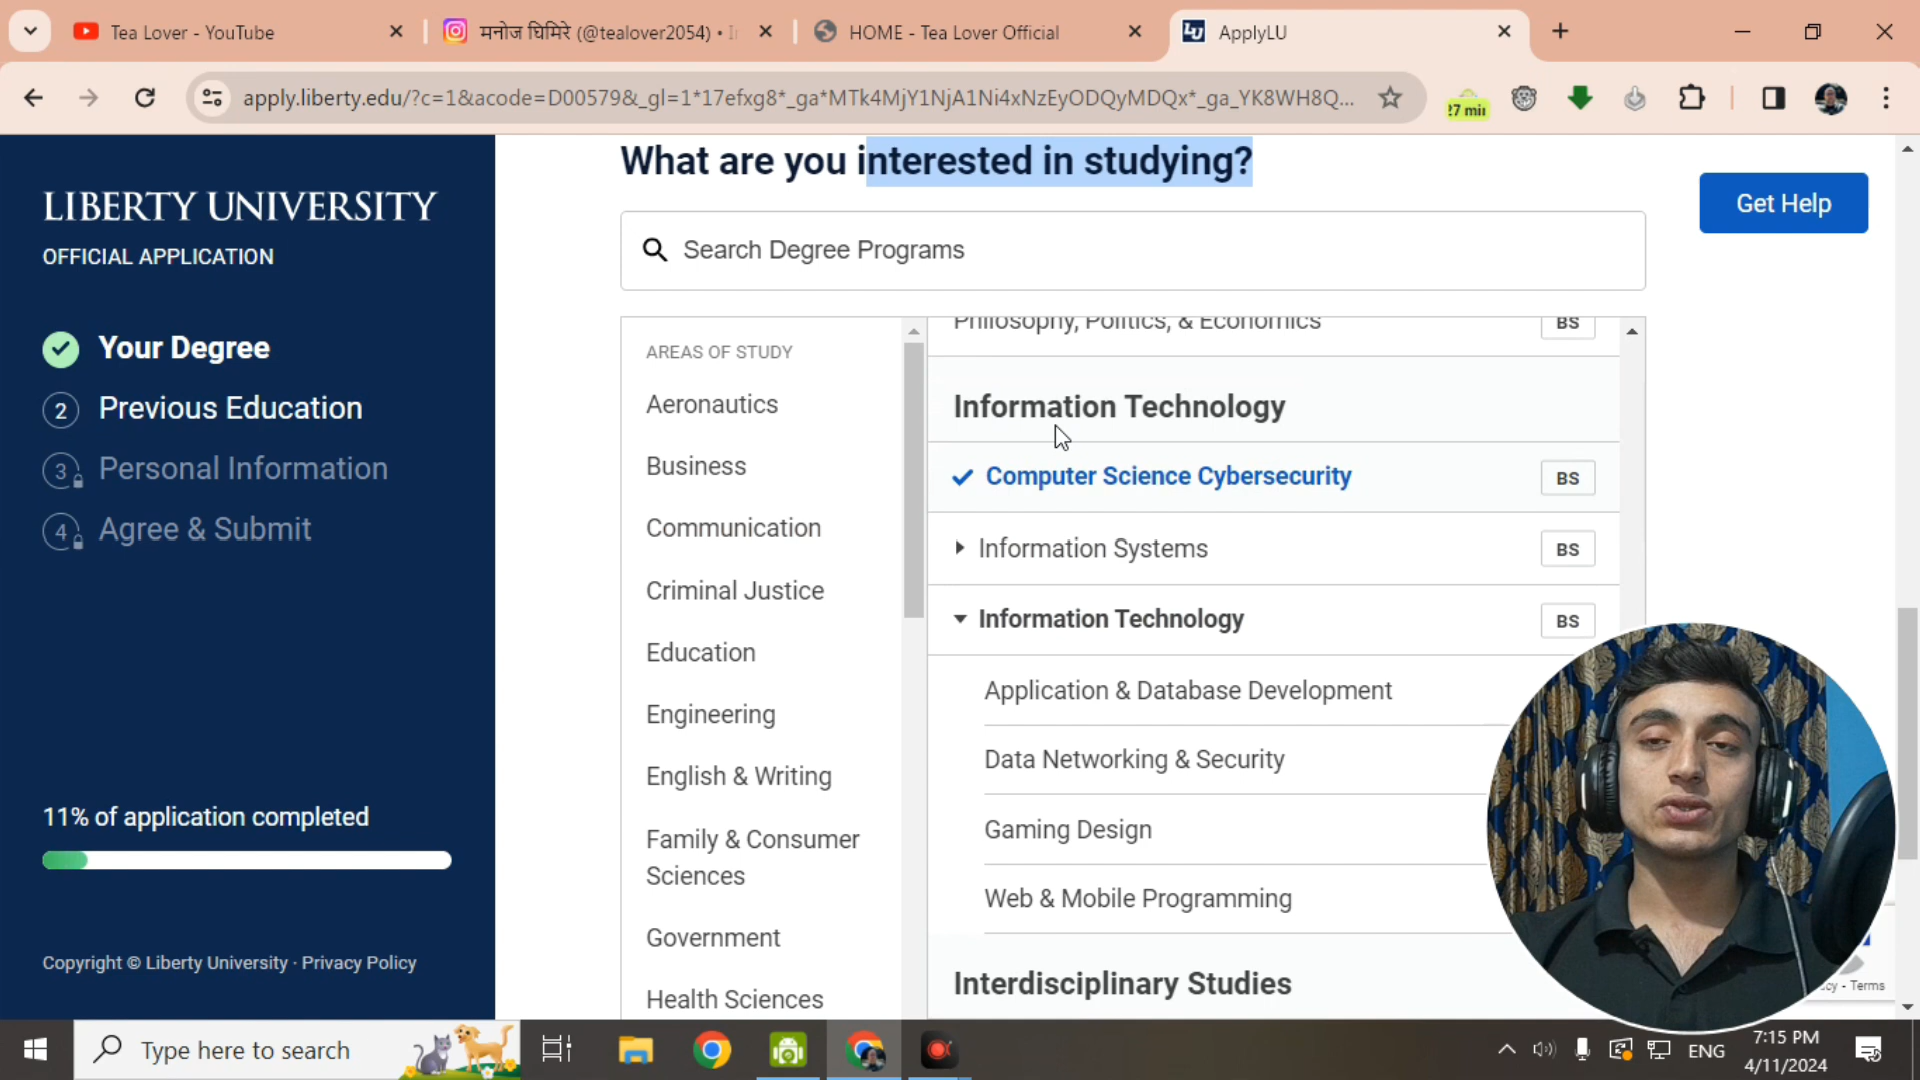 Tea Lover - YouTube
मनोज घिमिरे (@tealover2054) •
HOME - Tea Lover Official
ApplyLU
apply.liberty.edu/?c=1&acode=D00579&_gl=1*17efxg8*_ga*MTk4MjY1NjA1Ni4xNzEyODQyMDQx*_ga_YK8WH8Q...
27 min
LIBERTY UNIVERSITY
OFFICIAL APPLICATION
Your Degree
2 Previous Education
3 Personal Information
4 Agree & Submit
11% of application completed
Copyright © Liberty University · Privacy Policy
What are you interested in studying?
Get Help
Search Degree Programs
AREAS OF STUDY
Aeronautics
Business
Communication
Criminal Justice
Education
Engineering
English & Writing
Family & Consumer
Sciences
Government
Health Sciences
Philosophy, Politics, & Economics BS
Information Technology
Computer Science Cybersecurity BS
Information Systems BS
Information Technology BS
Application & Database Development
Data Networking & Security
Gaming Design
Web & Mobile Programming
Interdisciplinary Studies
- Terms
Type here to search
ENG
7:15 PM
4/11/2024